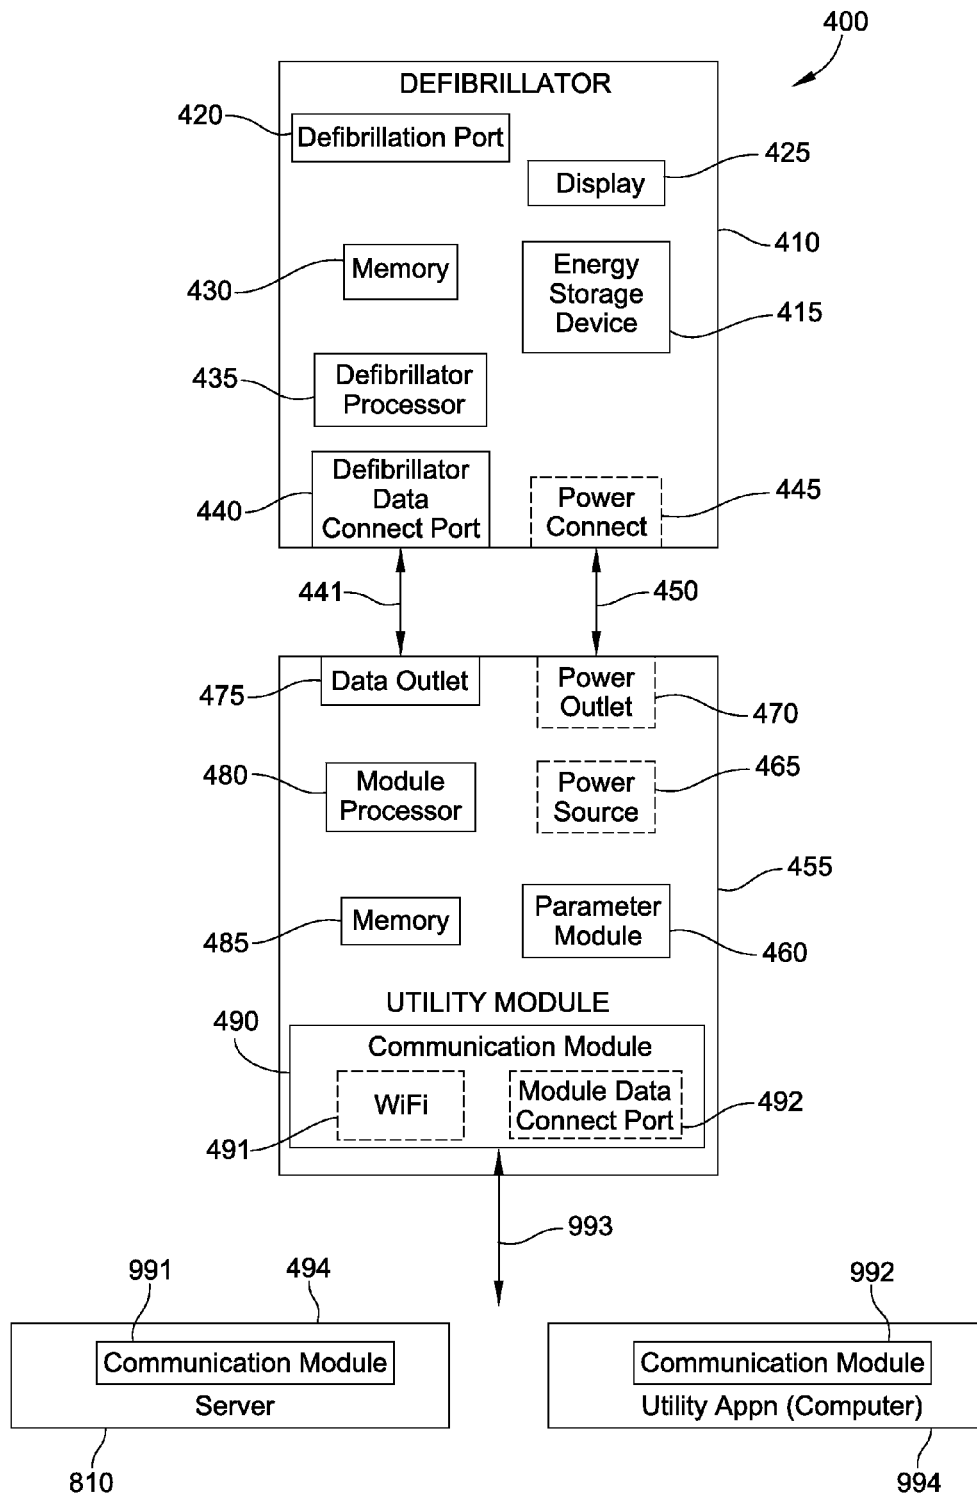 400
DEFIBRILLATOR
420
Defibrillation Port
425
Display
410
430
Memory
Energy
Storage
Device
415
435
Defibrillator
Processor
440
Defibrillator
Data
Connect Port
445
Power
Connect
441
450
475
Data Outlet
Power
Outlet
470
480
Module
Processor
465
Power
Source
455
485
Memory
Parameter
Module
460
UTILITY MODULE
490
Communication Module
WiFi
491
Module Data
Connect Port
492
993
991
494
Communication Module
Server
810
992
Communication Module
Utility Appn (Computer)
994